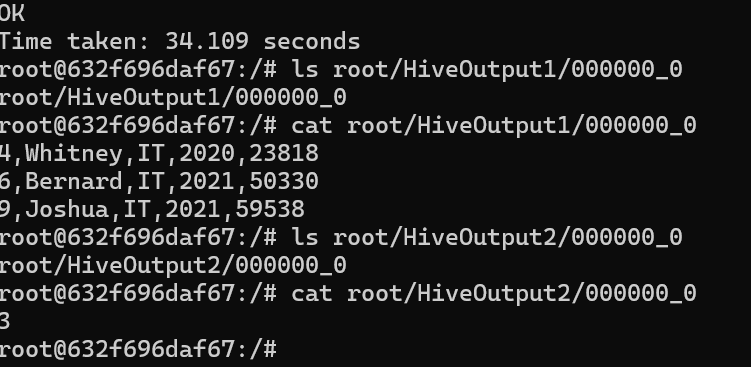 OK
Time taken: 34.109 seconds
root@632f696daf67:/# ls root/HiveOutput1/000000_0
root/HiveOutput1/000000_0
root@632f696daf67:/# cat root/HiveOutput1/000000_0
4,Whitney,IT,2020,23818
6,Bernard,IT,2021,50330
9,Joshua,IT,2021,59538
root@632f696daf67:/# ls root/HiveOutput2/000000_0
root/HiveOutput2/000000_0
root@632f696daf67:/# cat root/HiveOutput2/000000_0
3
root@632f696daf67:/#